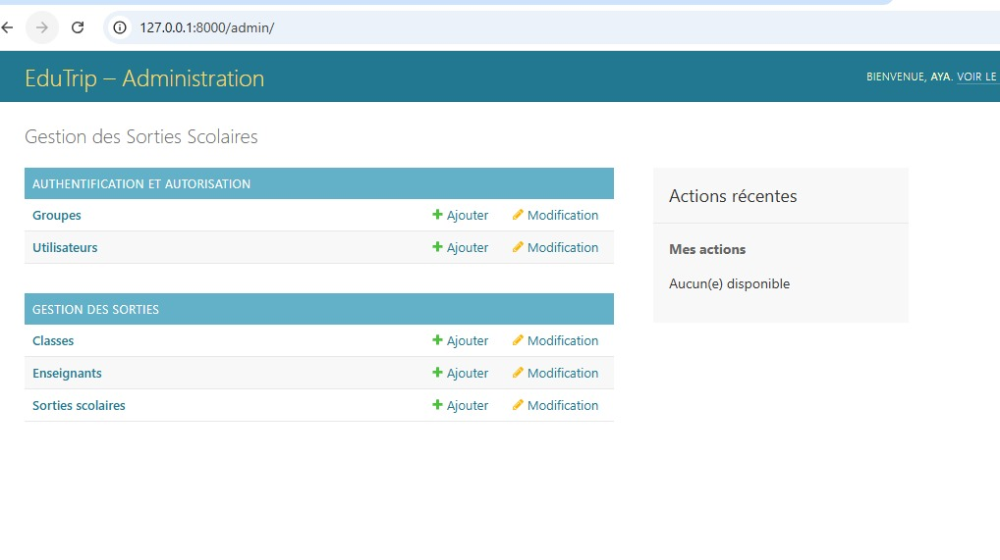 127.0.0.1:8000/admin/
EduTrip – Administration
BIENVENUE, AYA. VOIR LE
Gestion des Sorties Scolaires
AUTHENTIFICATION ET AUTORISATION
Groupes Ajouter Modification
Utilisateurs Ajouter Modification
GESTION DES SORTIES
Classes Ajouter Modification
Enseignants Ajouter Modification
Sorties scolaires Ajouter Modification
Actions récentes
Mes actions
Aucun(e) disponible